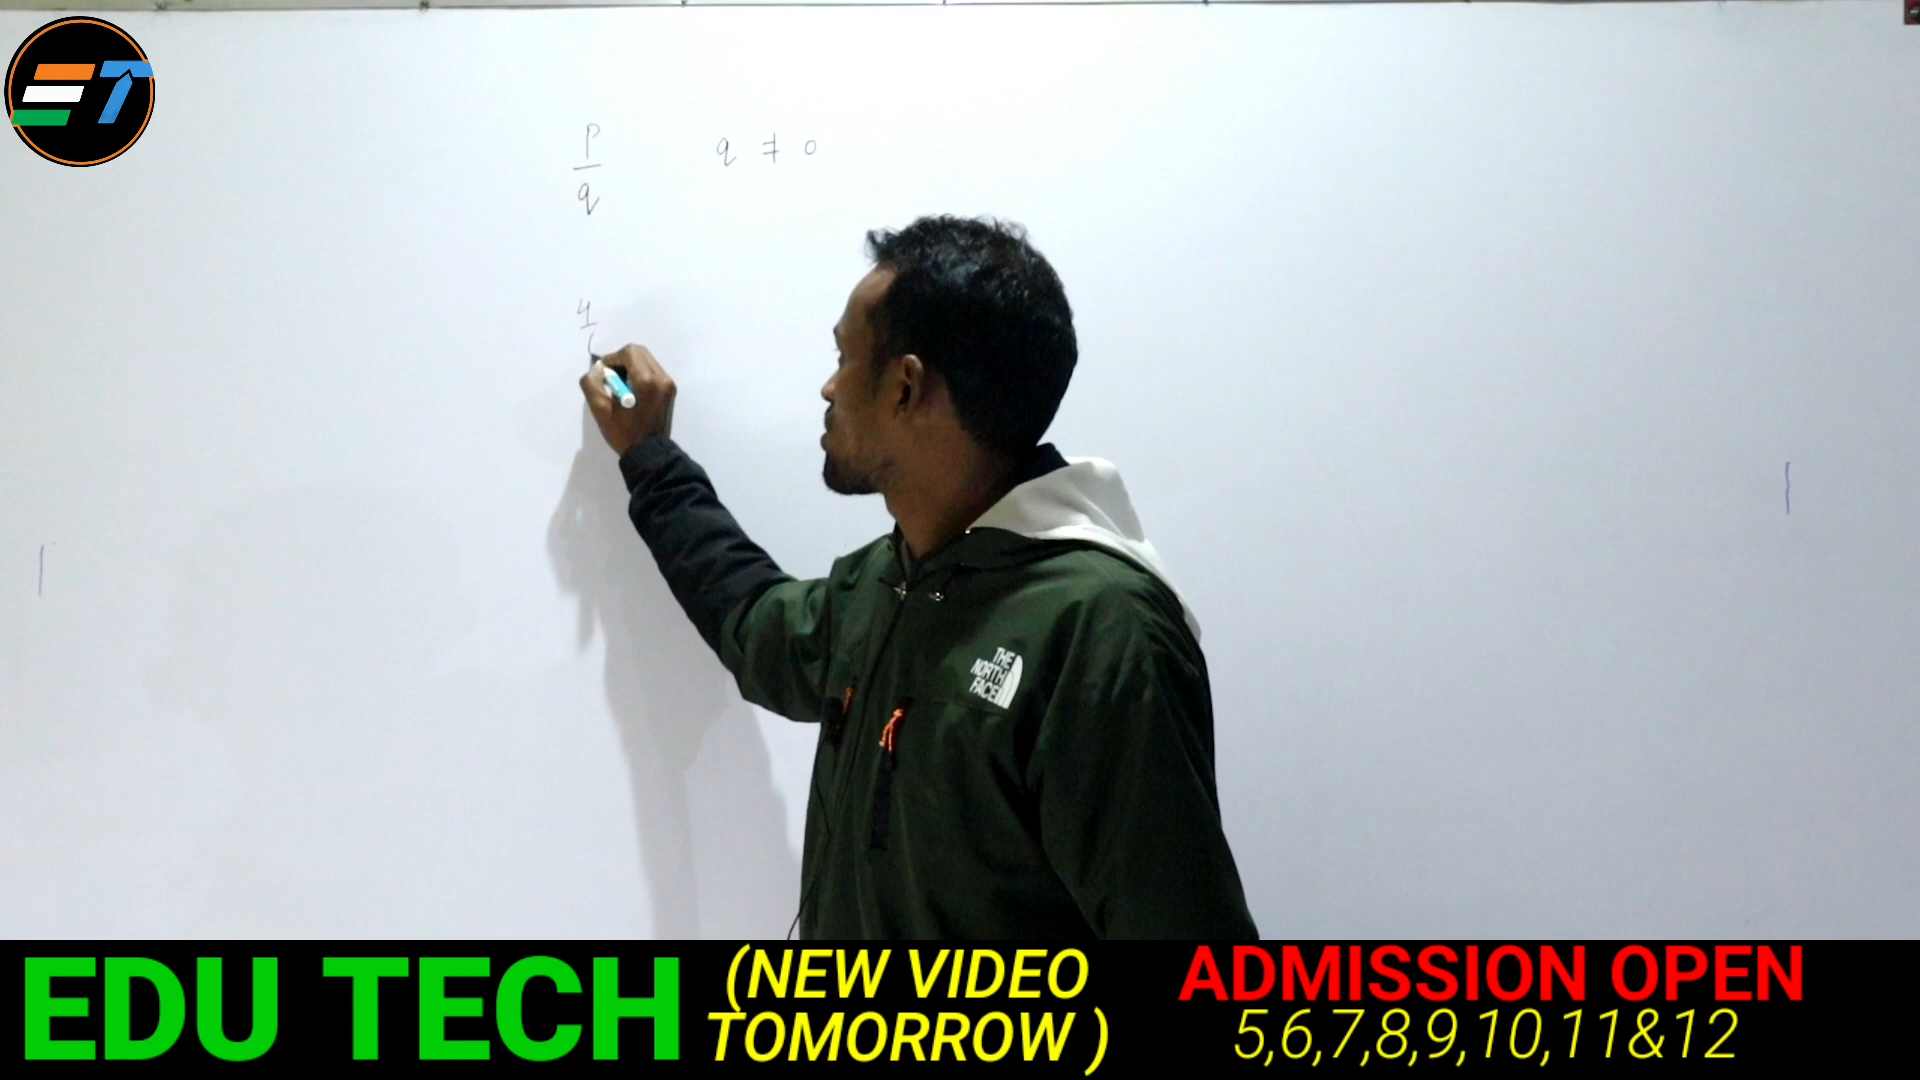 ET
p
q
q ≠ 0
4
THE
NORTH
FACE
EDU TECH
(NEW VIDEO
TOMORROW )
ADMISSION OPEN
5,6,7,8,9,10,11&12